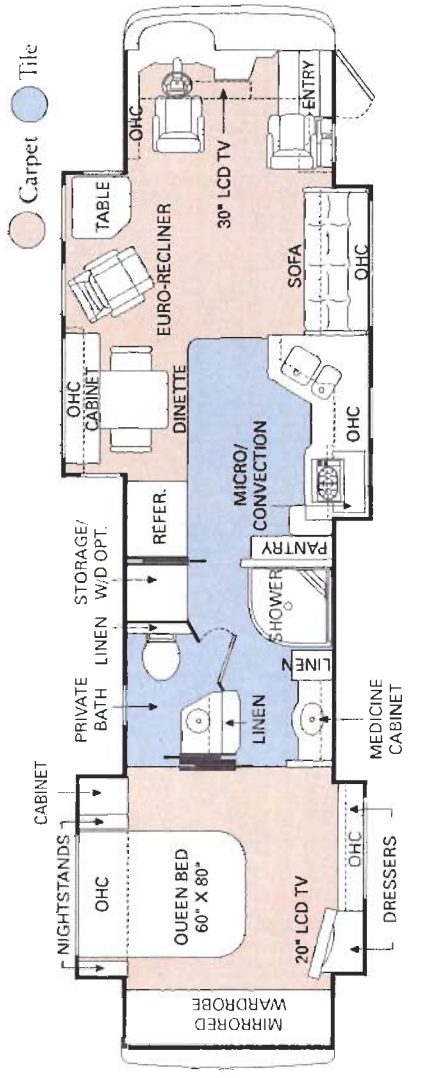 Carpet
Tile
NIGHTSTANDS
CABINET
PRIVATE
BATH
LINEN
STORAGE/
W/D OPT.
OHC
CABINET
TABLE
OHC
OHC
QUEEN BED
60" X 80"
REFER.
DINETTE
EURO-RECLINER
30" LCD TV
ENTRY
MIRRORED
WARDROBE
20" LCD TV
LINEN
LINEN
SHOWER
PANTRY
MICRO/
CONVECTION
SOFA
OHC
OHC
OHC
DRESSERS
MEDICINE
CABINET